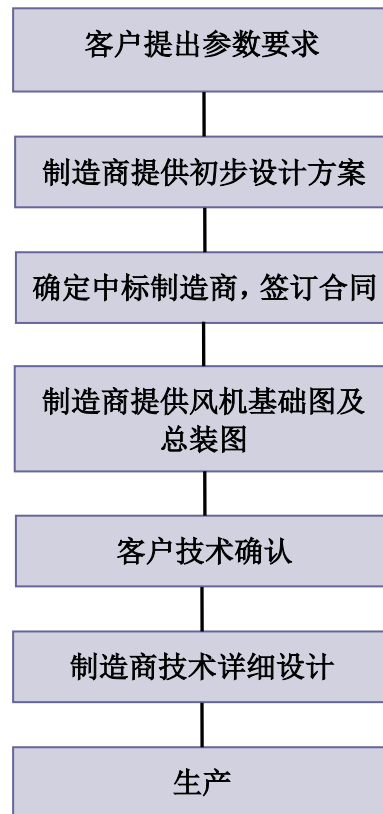 客户提出参数要求
制造商提供初步设计方案
确定中标制造商，签订合同
制造商提供风机基础图及
总装图
客户技术确认
制造商技术详细设计
生产